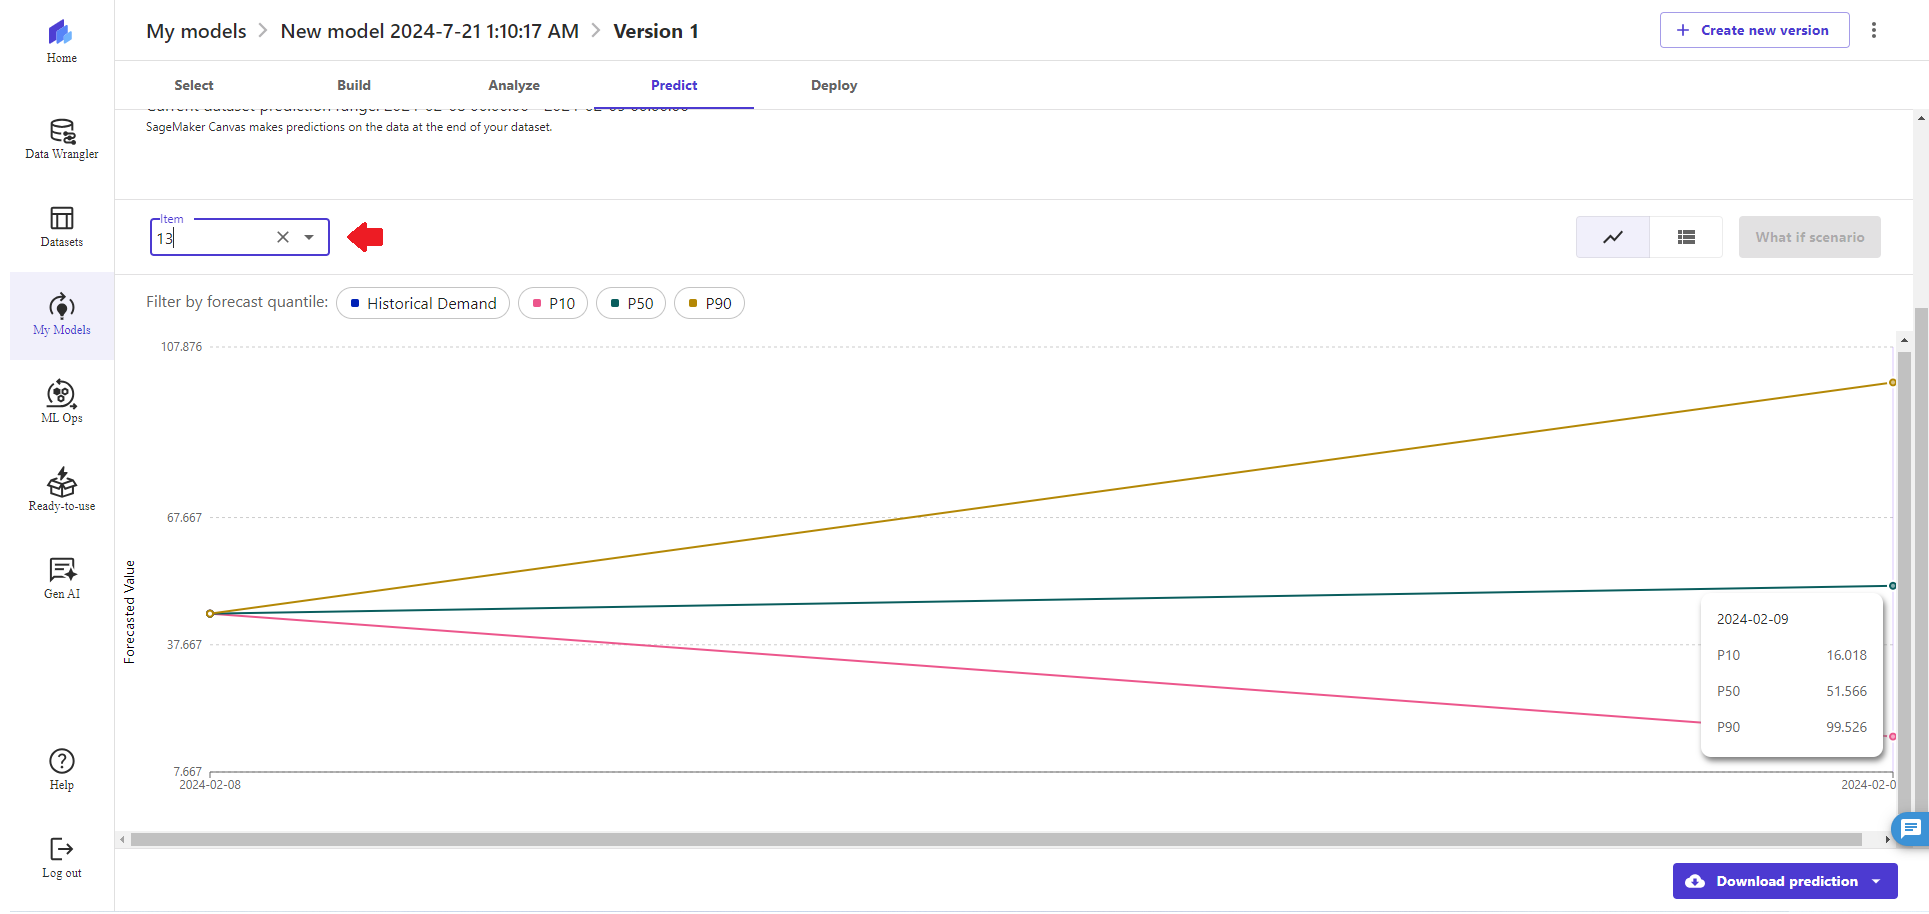 Home
Data Wrangler
Datasets
My Models
ML Ops
Ready-to-use
Gen AI
Help
Log out
My models > New model 2024-7-21 1:10:17 AM > Version 1
+ Create new version
Select Build Analyze Predict Deploy
SageMaker Canvas makes predictions on the data at the end of your dataset.
Item
13
What if scenario
Filter by forecast quantile: Historical Demand P10 P50 P90
107.876
67.667
37.667
7.667
Forecasted Value
2024-02-08
2024-02-0
2024-02-09
P10 16.018
P50 51.566
P90 99.526
Download prediction